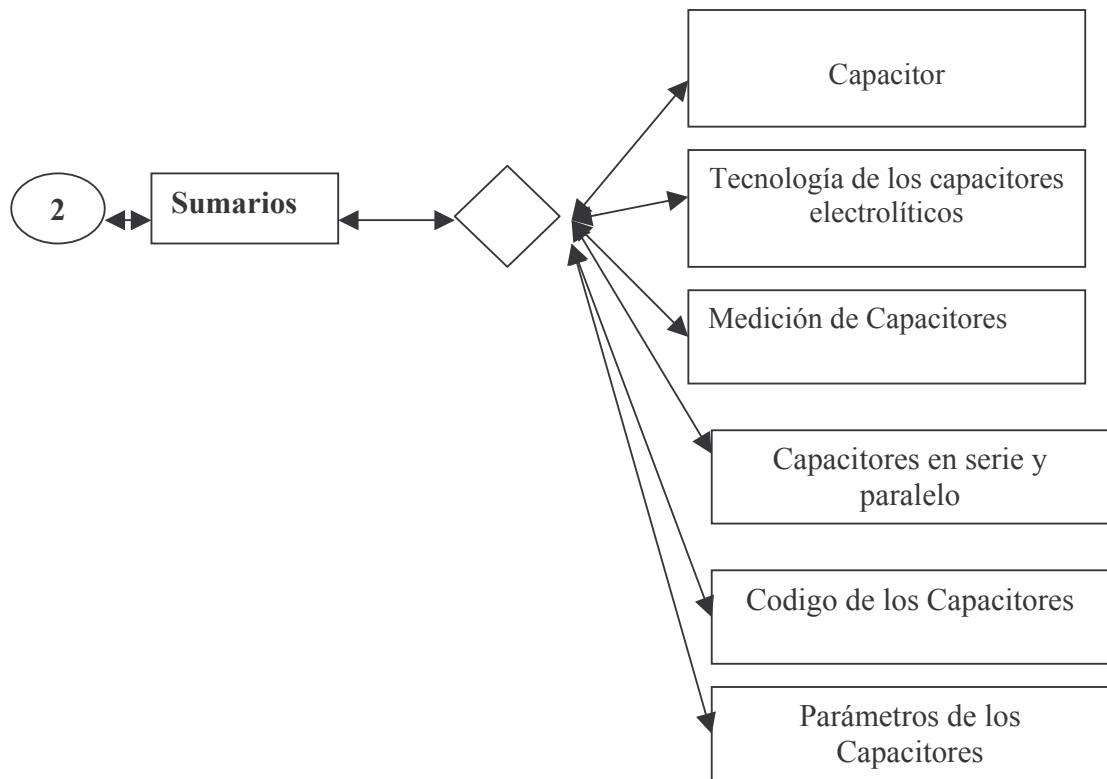 Capacitor
Tecnología de los capacitores
electrolíticos
2
Sumarios
Medición de Capacitores
Capacitores en serie y
paralelo
Codigo de los Capacitores
Parámetros de los
Capacitores